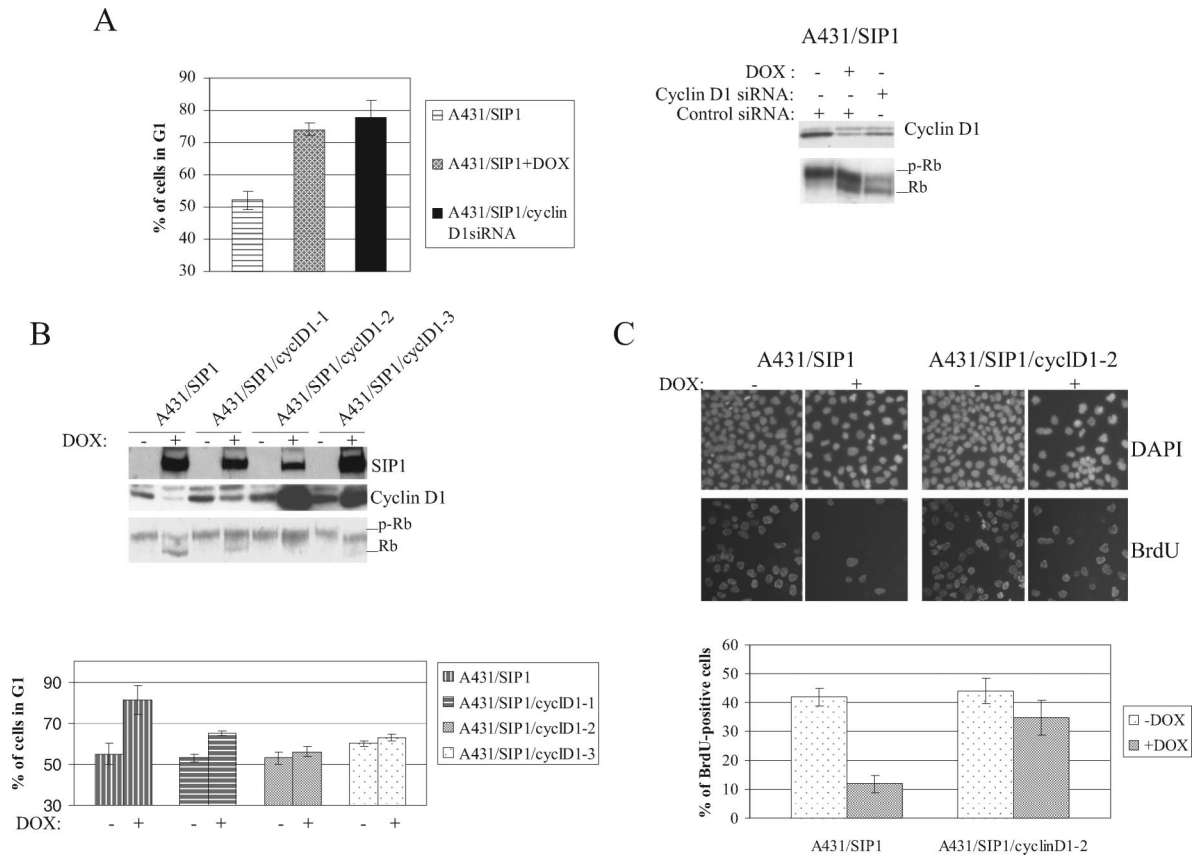 A
90
80
70
60
50
40
30
% of cells in G1
A431/SIP1
A431/SIP1+DOX
A431/SIP1/cyclin
D1siRNA
A431/SIP1
DOX : - + -
Cyclin D1 siRNA: - - +
Control siRNA: + + -
Cyclin D1
p-Rb
Rb
B
A431/SIP1
A431/SIP1/cyclD1-1
A431/SIP1/cyclD1-2
A431/SIP1/cyclD1-3
DOX: - + - + - + - +
SIP1
Cyclin D1
p-Rb
Rb
% of cells in G1
90
70
50
30
DOX: - + - + - + - +
A431/SIP1
A431/SIP1/cyclD1-1
A431/SIP1/cyclD1-2
A431/SIP1/cyclD1-3
C
A431/SIP1 A431/SIP1/cyclD1-2
DOX: - + - +
DAPI
BrdU
% of BrdU-positive cells
60
50
40
30
20
10
0
A431/SIP1 A431/SIP1/cyclinD1-2
-DOX
+DOX